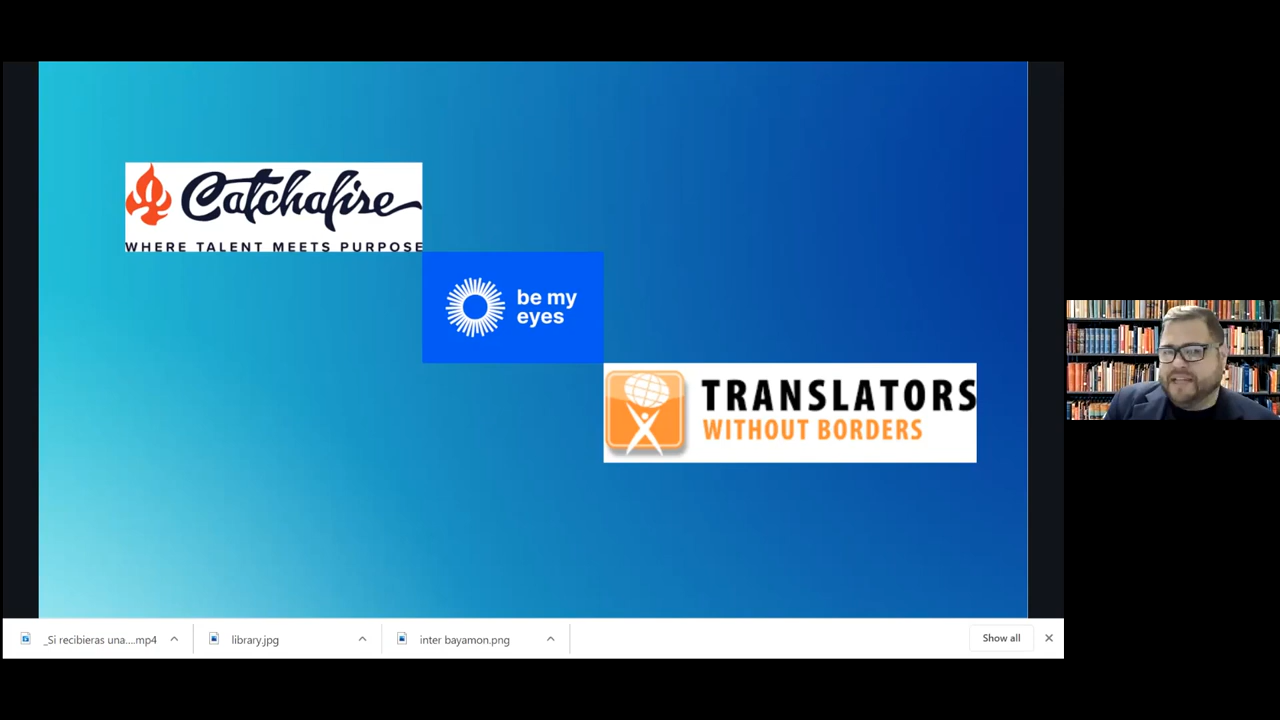 Catchafire
WHERE TALENT MEETS PURPOSE
be my
eyes
TRANSLATORS
WITHOUT BORDERS
_Si recibieras una....mp4
library.jpg
inter bayamon.png
Show all